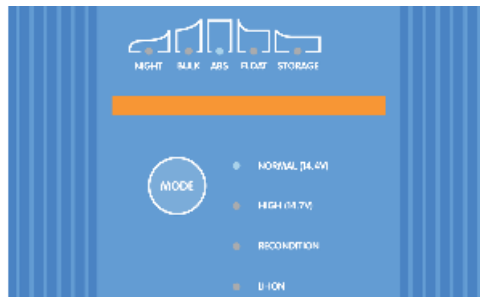 NIGHT BULK ABS FLOAT STORAGE
MODE
NORMAL (14.4V)
HIGH (14.7V)
RECONDITION
LI-ION